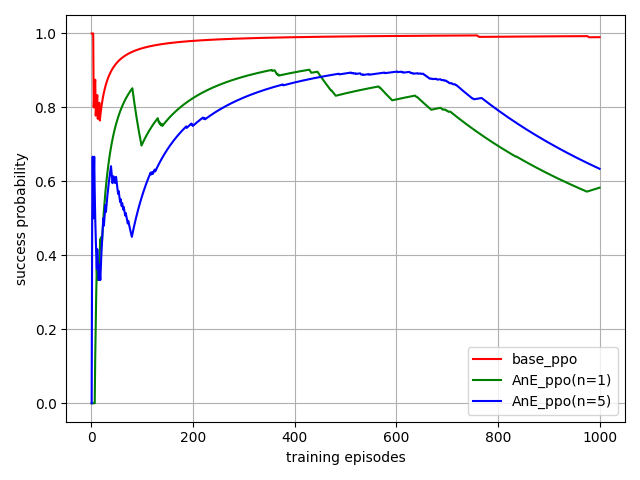 1.0
0.8
0.6
0.4
0.2
0.0
success probability
0 200 400 600 800 1000
training episodes
base_ppo
AnE_ppo(n=1)
AnE_ppo(n=5)